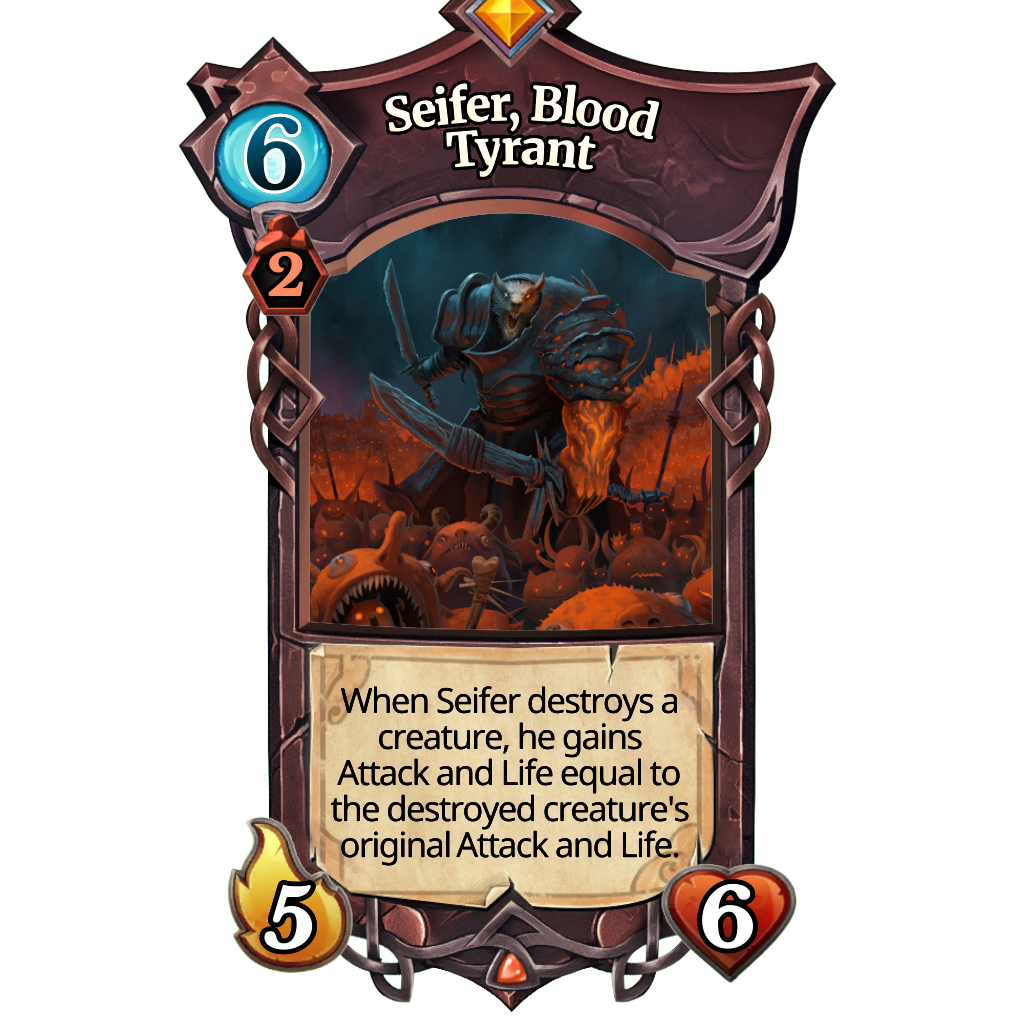 Seifer, Blood
Tyrant
6
2
When Seifer destroys a
creature, he gains
Attack and Life equal to
the destroyed creature's
original Attack and Life.
5
6